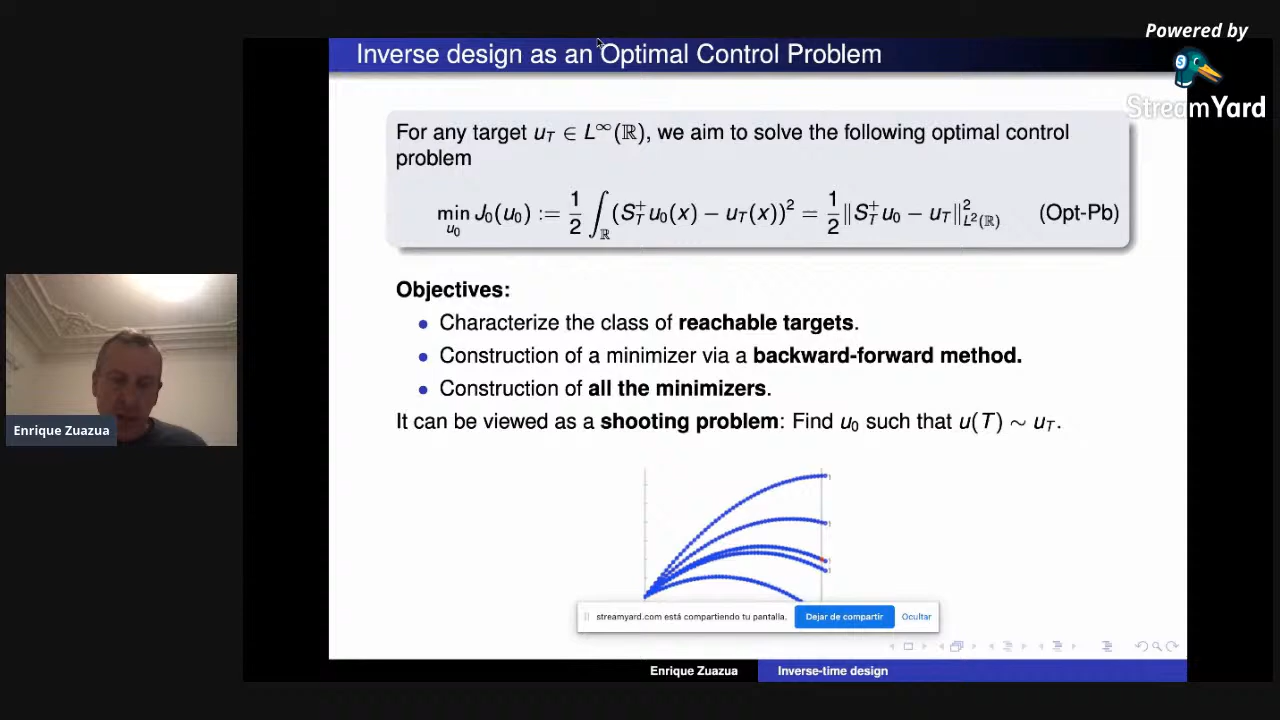 Powered by
StreamYard
Inverse design as an Optimal Control Problem
For any target u_T ∈ L^∞(ℝ), we aim to solve the following optimal control
problem
min_{u_0} J_0(u_0) := 1/2 ∫_ℝ (S_T^+ u_0(x) − u_T(x))^2 = 1/2 ‖S_T^+ u_0 − u_T‖^2_{L^2(ℝ)} (Opt-Pb)
Objectives:
• Characterize the class of reachable targets.
• Construction of a minimizer via a backward-forward method.
• Construction of all the minimizers.
It can be viewed as a shooting problem: Find u_0 such that u(T) ∼ u_T.
Enrique Zuazua
streamyard.com está compartiendo tu pantalla.
Dejar de compartir
Ocultar
Enrique Zuazua
Inverse-time design